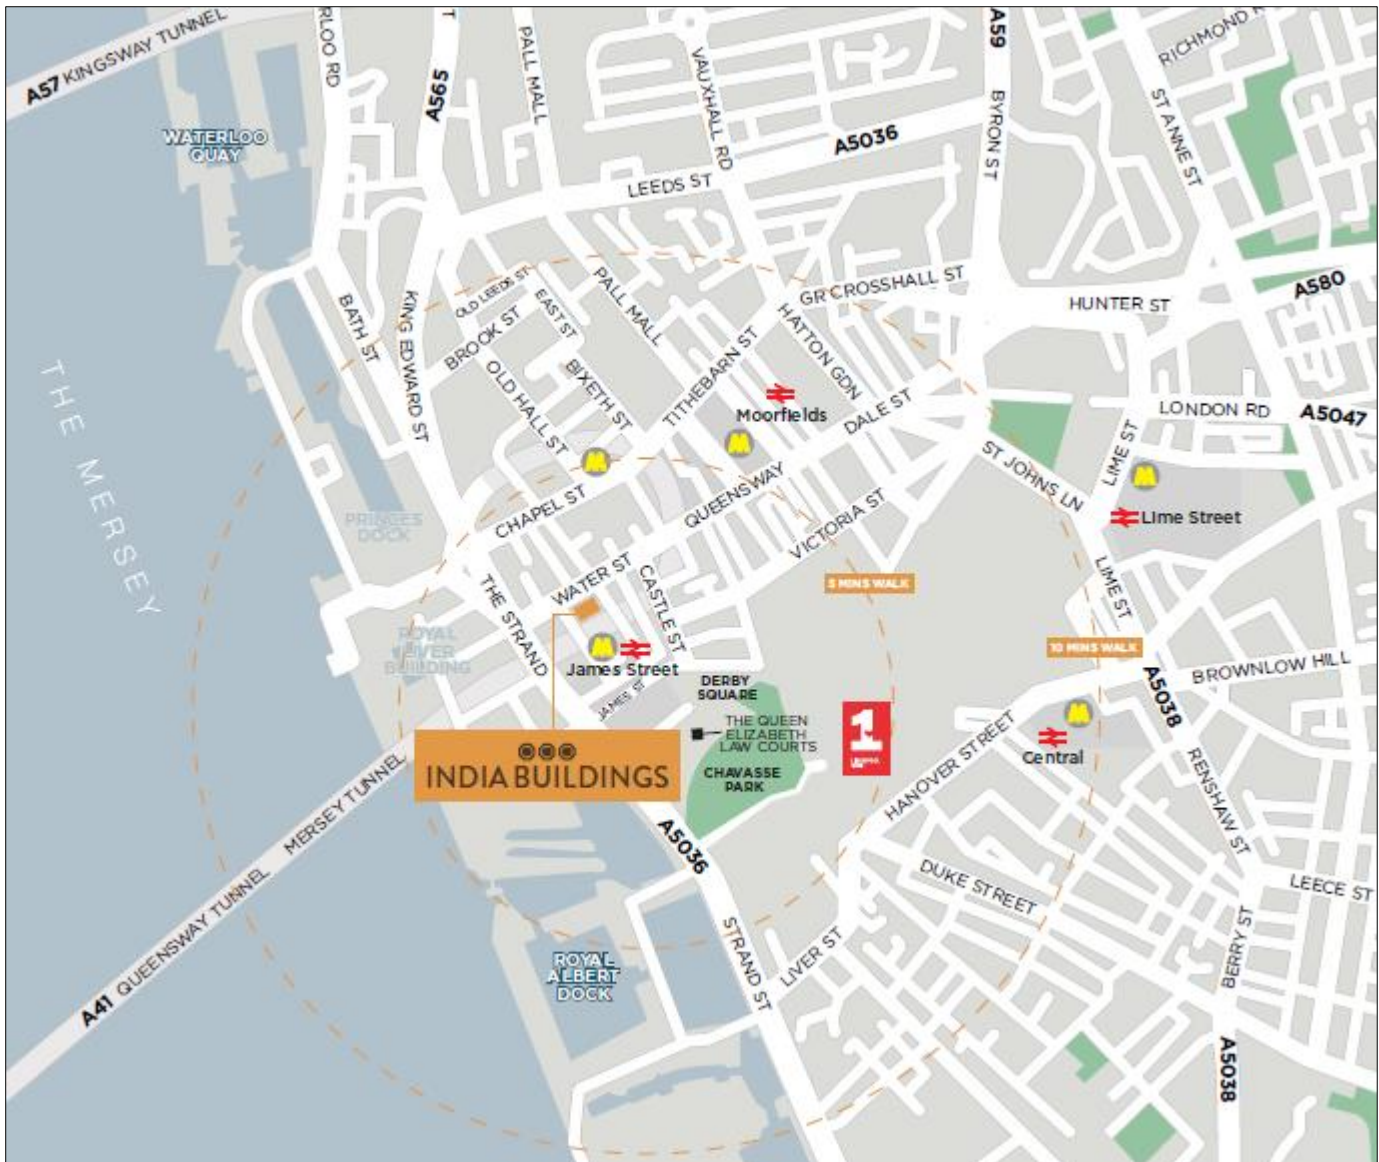 A57 KINGSWAY TUNNEL
RLOO RD
A565
PALL MALL
VAUXHALL RD
A59
BYRON ST
RICHMOND
ST ANNE ST
WATERLOO
QUAY
LEEDS ST
A5036
OLD LEEDS ST
EAST ST
PALL MALL
GR CROSSHALL ST
HUNTER ST
A580
BATH ST
KING EDWARD ST
BROOK ST
OLD HALL ST
BIXETH ST
TITHEBARN ST
HATTON GDN
Moorfields
DALE ST
LONDON RD
A5047
THE MERSEY
LIME ST
ST JOHNS LN
CHAPEL ST
QUEENSWAY
VICTORIA ST
Lime Street
PRINCES
DOCK
WATER ST
CASTLE ST
THE STRAND
5 MINS WALK
LIME ST
ROYAL
LIVER
BUILDING
James Street
JAMES ST
10 MINS WALK
BROWNLOW HILL
DERBY
SQUARE
A5038
THE QUEEN
ELIZABETH
LAW COURTS
1
HANOVER STREET
Central
INDIA BUILDINGS
CHAVASSE
PARK
RENSHAW ST
MERSEY TUNNEL
A5036
DUKE STREET
LEECE ST
A41 QUEENSWAY TUNNEL
STRAND ST
LIVER ST
BERRY ST
ROYAL
ALBERT
DOCK
A5038